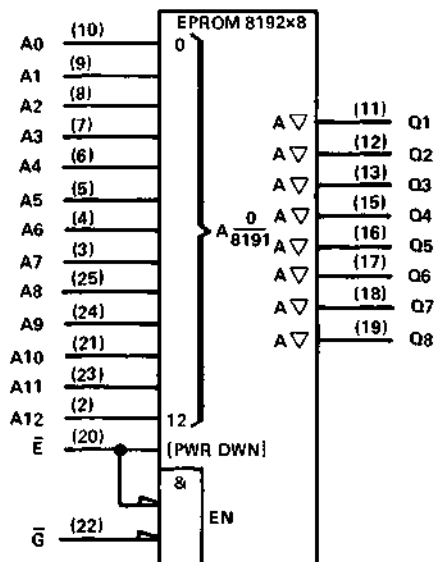 EPROM 8192×8
A0 (10) 0
A1 (9)
A2 (8)
A3 (7)
A4 (6)
A5 (5)
A6 (4)
A7 (3)
A8 (25)
A9 (24)
A10 (21)
A11 (23)
A12 (2) 12
A 0/8191
Ē (20) [PWR DWN]
&
EN
G̅ (22)
A ▽ (11) Q1
A ▽ (12) Q2
A ▽ (13) Q3
A ▽ (15) Q4
A ▽ (16) Q5
A ▽ (17) Q6
A ▽ (18) Q7
A ▽ (19) Q8